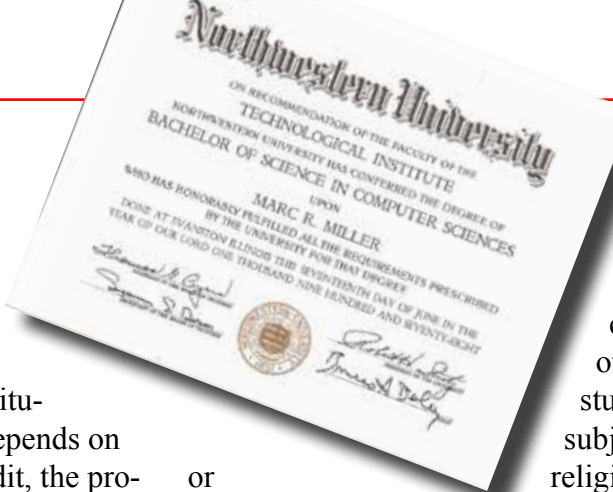 Northwestern University
ON RECOMMENDATION OF THE FACULTY OF THE
TECHNOLOGICAL INSTITUTE
NORTHWESTERN UNIVERSITY HAS CONFERRED THE DEGREE OF
BACHELOR OF SCIENCE IN COMPUTER SCIENCES
UPON
MARC R. MILLER
WHO HAS HONORABLY FULFILLED ALL THE REQUIREMENTS PRESCRIBED
BY THE UNIVERSITY FOR THAT DEGREE
DONE AT EVANSTON ILLINOIS THIS SEVENTEENTH DAY OF JUNE IN THE
YEAR OF OUR LORD ONE THOUSAND NINE HUNDRED AND SEVENTY-EIGHT
itu-
epends on
dit, the pro-
or
o
ou
stu
subj
religi